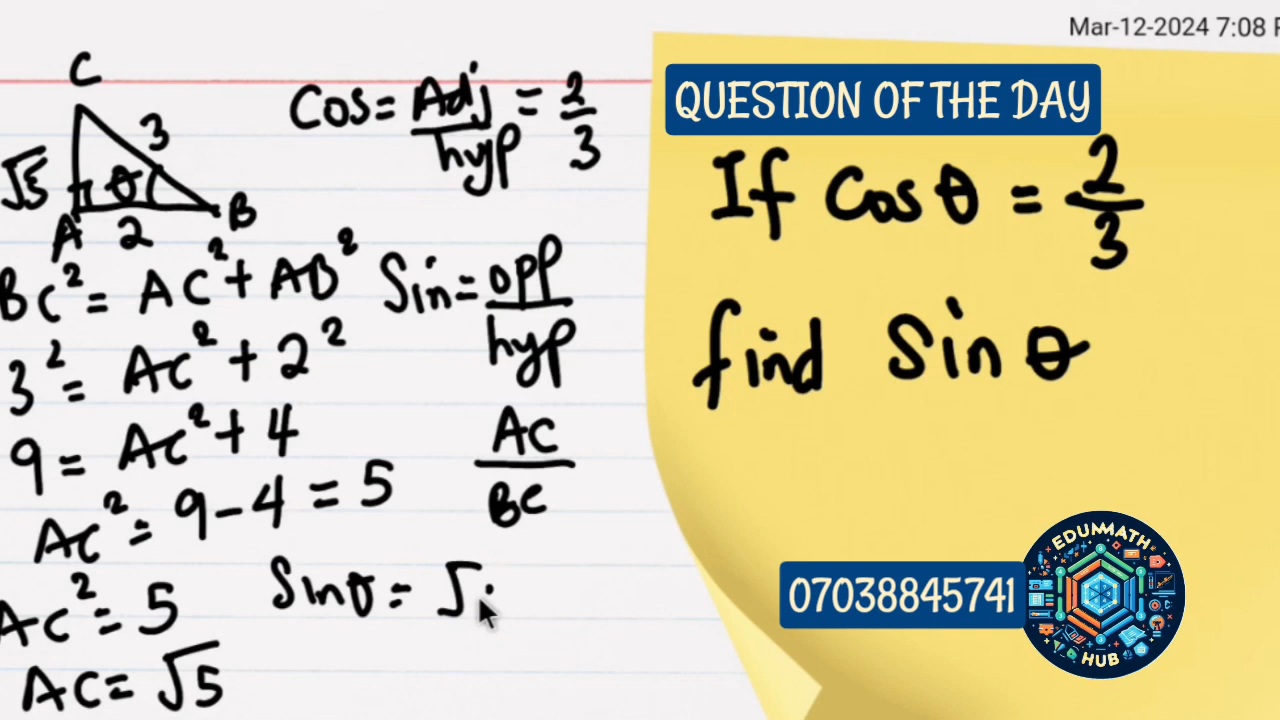 Mar-12-2024 7:08 P
QUESTION OF THE DAY
If Cos θ = 2/3
find Sin θ
07038845741
EDUMMATH
HUB
C
3
√5
θ
A
2
B
Cos = Adj/hyp = 2/3
BC² = AC² + AB²
Sin = opp/hyp
3² = AC² + 2²
9 = AC² + 4
AC/BC
AC² = 9 - 4 = 5
Sinθ = √
AC² = 5
AC = √5